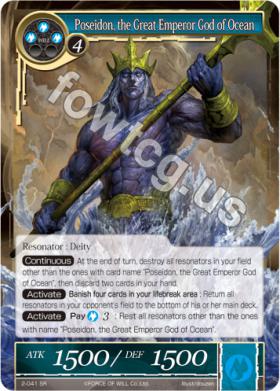 Poseidon, the Great Emperor God of Ocean
WILL
4
fowtcg.us
Resonator : Deity
Continuous At the end of turn, destroy all resonators in your field
other than the ones with card name "Poseidon, the Great Emperor God
of Ocean", then discard two cards in your hand.
Activate Banish four cards in your lifebreak area : Return all
resonators in your opponent's field to the bottom of his or her main deck.
Activate Pay 3 : Rest all resonators other than the ones
with card name "Poseidon, the Great Emperor God of Ocean".
ATK 1500/ DEF 1500
2-041 SR ©FORCE OF WILL Co.,Ltd.